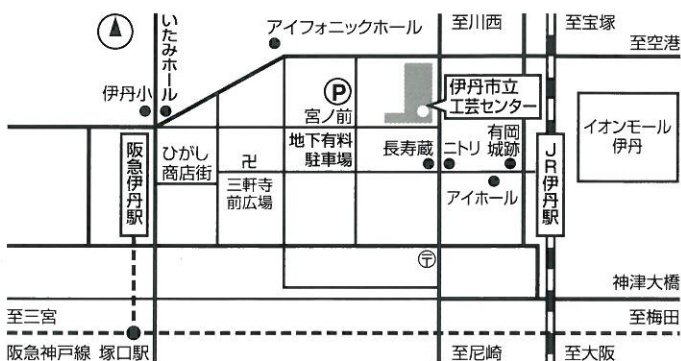 アイフォニックホール
至川西
至宝塚
至空港
いたみホール
伊丹小
P
宮ノ前
地下有料
駐車場
伊丹市立
工芸センター
イオンモール
伊丹
阪急伊丹駅
ひがし
商店街
卍
三軒寺
前広場
長寿蔵
ニトリ
有岡
城跡
アイホール
JR伊丹駅
〒
神津大橋
至三宮
至梅田
阪急神戸線
塚口駅
至尼崎
至大阪